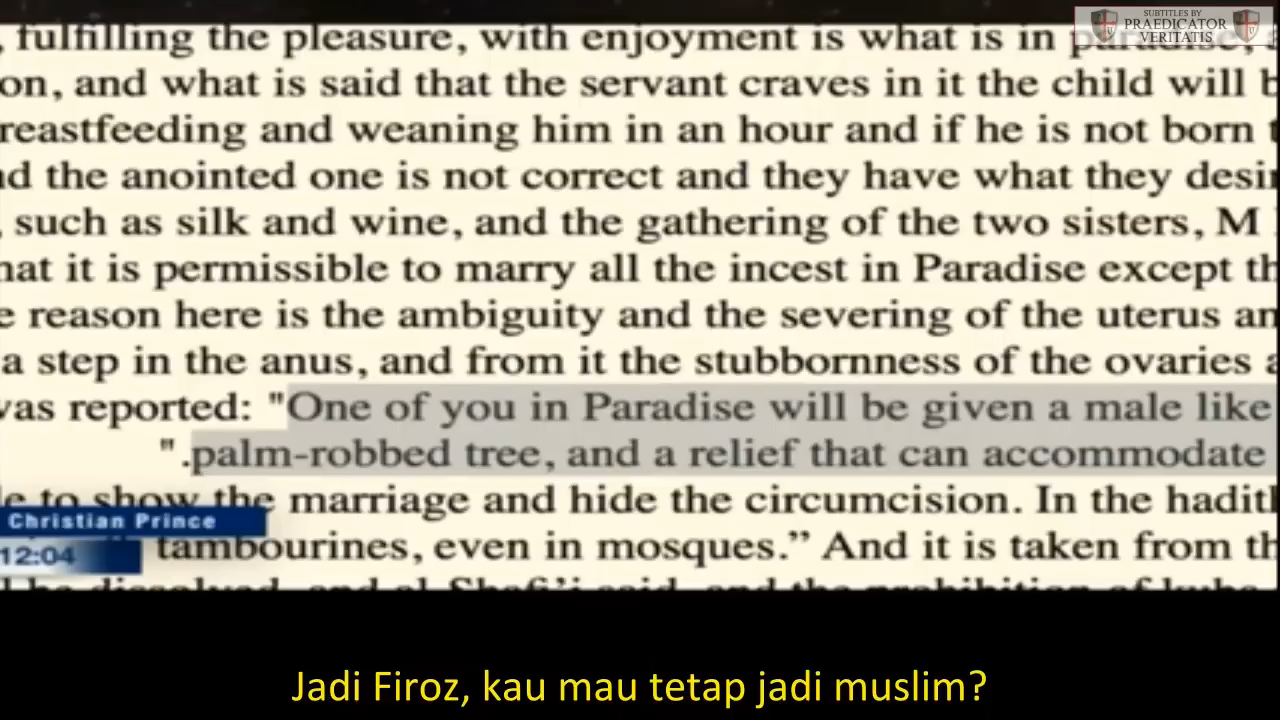 SUBTITLES BY
PRAEDICATOR
VERITATIS
, fulfilling the pleasure, with enjoyment is what is in
on, and what is said that the servant craves in it the child will b
reastfeeding and weaning him in an hour and if he is not born t
nd the anointed one is not correct and they have what they desir
, such as silk and wine, and the gathering of the two sisters, M
hat it is permissible to marry all the incest in Paradise except th
e reason here is the ambiguity and the severing of the uterus an
a step in the anus, and from it the stubbornness of the ovaries a
was reported: "One of you in Paradise will be given a male like
".palm-robbed tree, and a relief that can accommodate
to show the marriage and hide the circumcision. In the hadith
Christian Prince
12:04
tambourines, even in mosques.” And it is taken from th
Jadi Firoz, kau mau tetap jadi muslim?